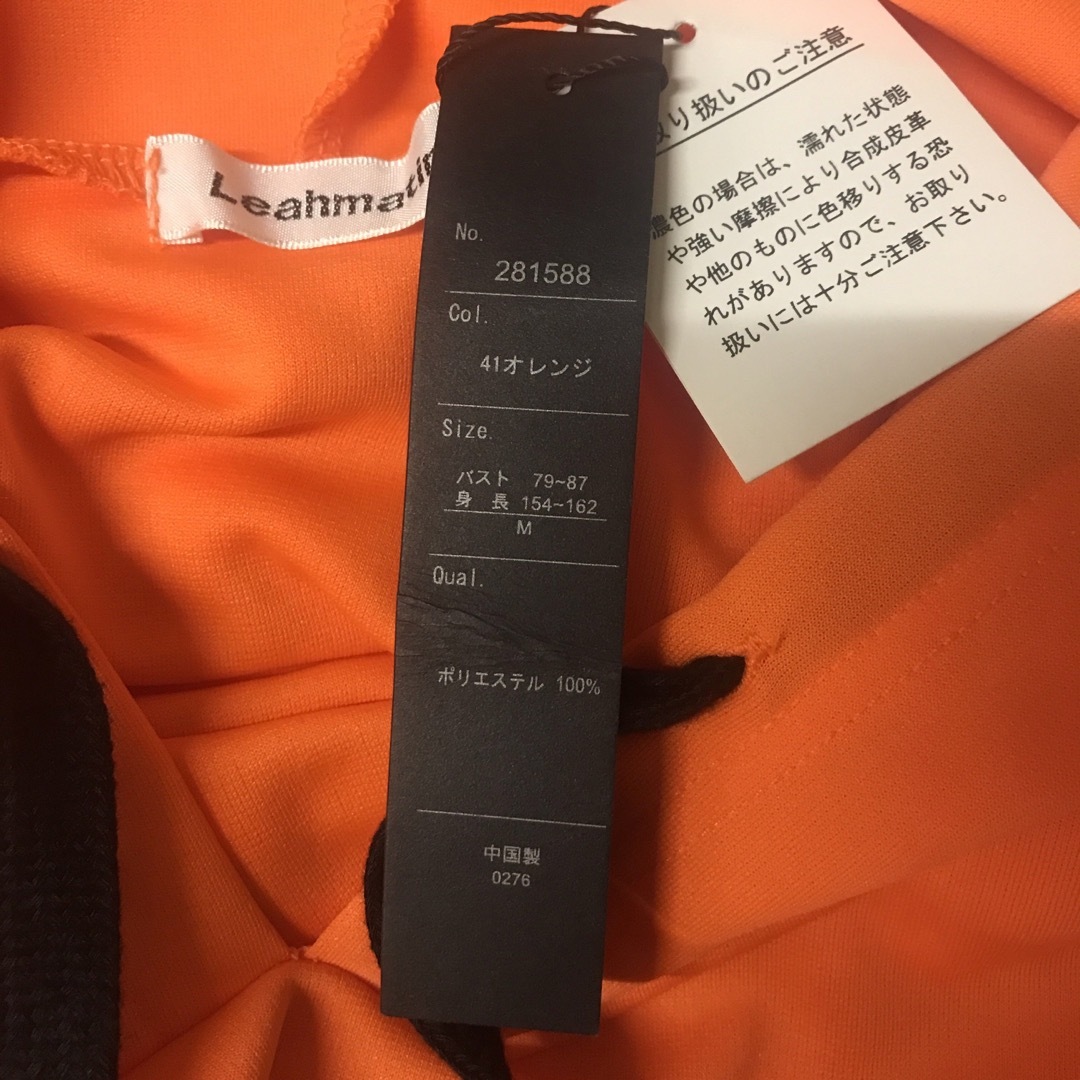 No.
281588
Col.
41オレンジ
Size.
バスト 79~87
身 長 154~162
M
Qual.
ポリエステル 100%
中国製
0276
り扱いのご注意
濃色の場合は、濡れた状態
や強い摩擦により合成皮革
や他のものに色移りする恐
れがありますので、お取り
扱いには十分ご注意下さい。